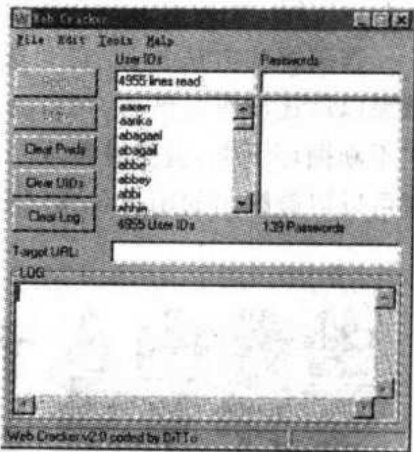 Web Cracker
File Edit Tools Help
User IDs Passwords
4955 lines read
aaren
aarika
abagael
abagail
abbe
abbey
abbi
abbie
Clear Pwds
Clear UIDs
Clear Log
4955 User IDs 139 Passwords
Target URL:
LOG
Web Cracker v2.0 coded by DiTTo